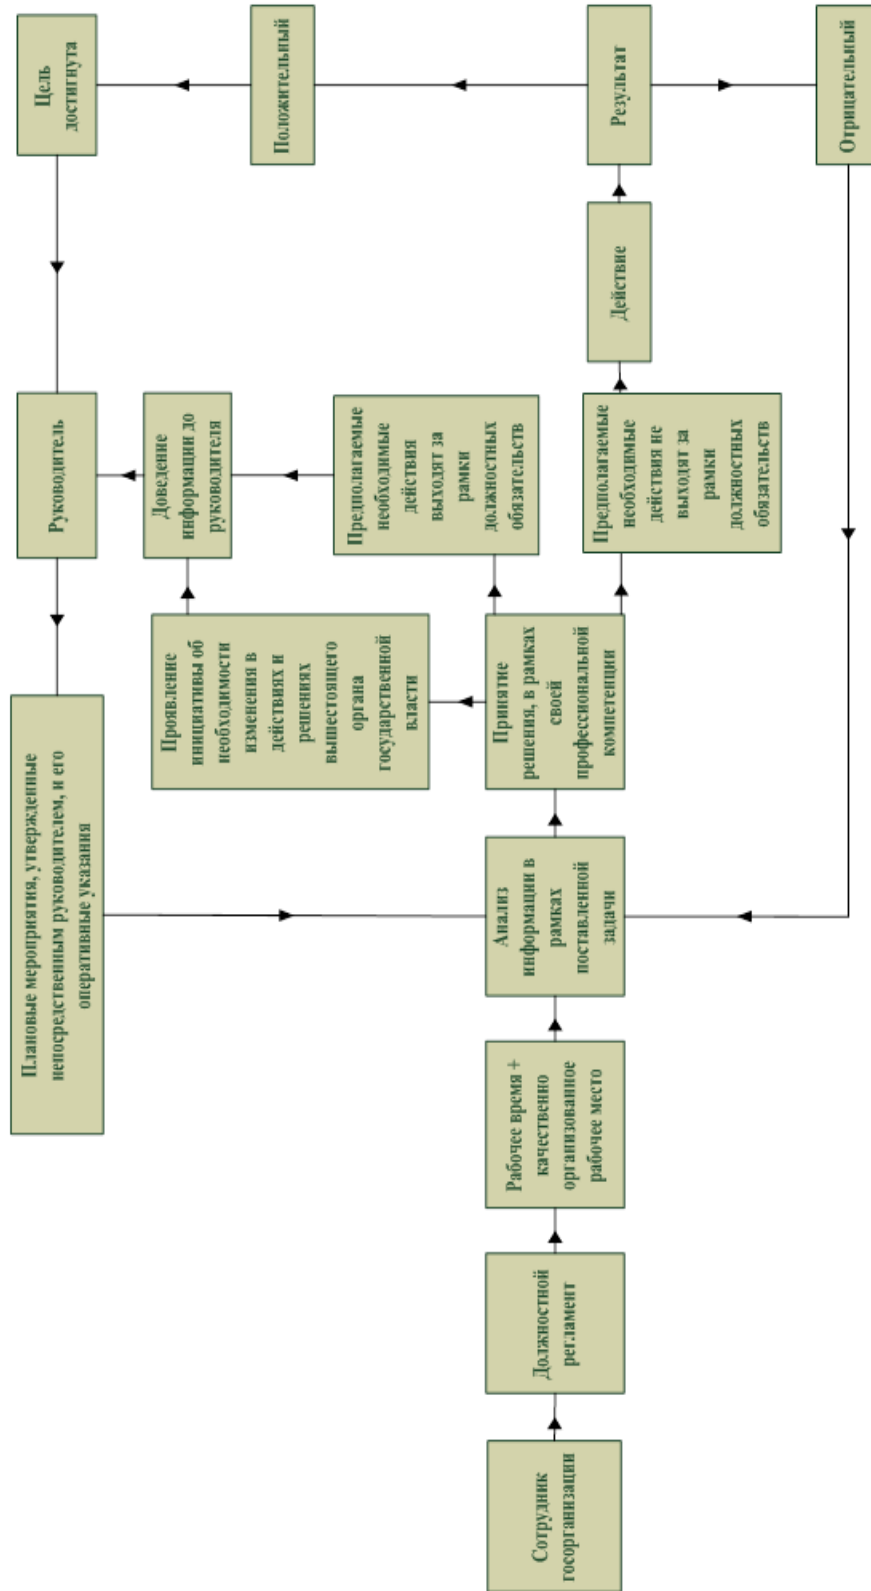 Плановые мероприятия, утвержденные
непосредственным руководителем, и его
оперативные указания
Руководитель
Цель
достигнута
Проявление
инициативы об
необходимости
изменения в
действиях и
решениях
вышестоящего
органа
государственной
власти
Доведение
информации до
руководителя
Положительный
Предполагаемые
необходимые
действия
выходят за
рамки
должностных
обязательств
Сотрудник
госорганизации
Должностной
регламент
Рабочее время +
качественно
организованное
рабочее место
Анализ
информации в
рамках
поставленной
задачи
Принятие
решения, в рамках
своей
профессиональной
компетенции
Предполагаемые
необходимые
действия не
выходят за
рамки
должностных
обязательств
Действие
Результат
Отрицательный